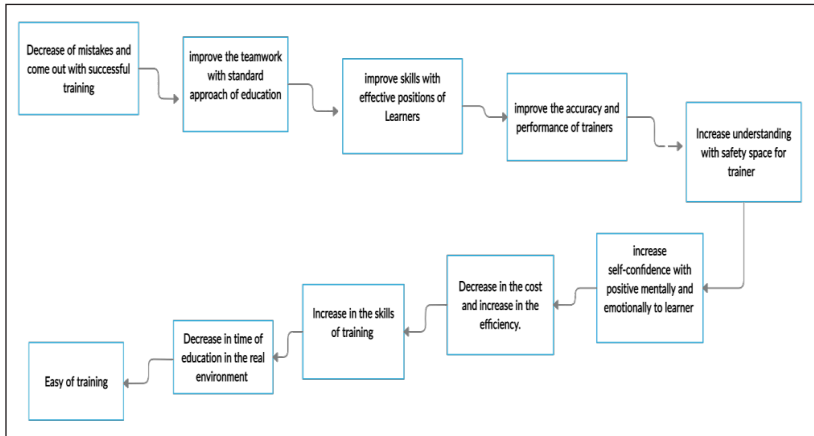 Decrease of mistakes and
come out with successful
training
improve the teamwork
with standard
approach of education
improve skills with
effective positions of
Learners
improve the accuracy and
performance of trainers
Increase understanding
with safety space for
trainer
increase
self-confidence with
positive mentally and
emotionally to learner
Decrease in the cost
and increase in the
efficiency.
Increase in the skills
of training
Decrease in time of
education in the real
environment
Easy of training